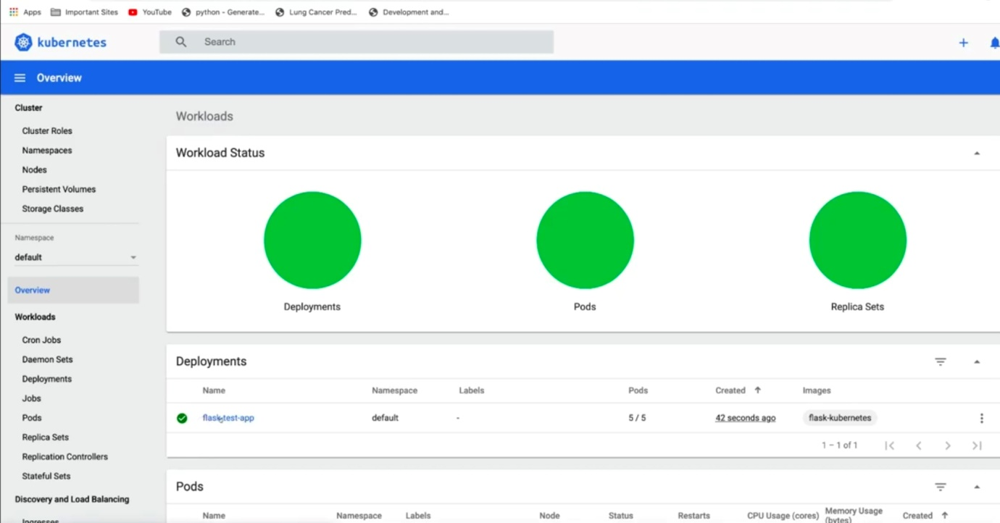 Apps Important Sites YouTube python - Generate... Lung Cancer Pred... Development and...
kubernetes Search
Overview
Cluster
Cluster Roles
Namespaces
Nodes
Persistent Volumes
Storage Classes
Namespace
default
Overview
Workloads
Cron Jobs
Daemon Sets
Deployments
Jobs
Pods
Replica Sets
Replication Controllers
Stateful Sets
Discovery and Load Balancing
Ingresses
Workloads
Workload Status
Deployments Pods Replica Sets
Deployments
Name Namespace Labels Pods Created Images
flask-test-app default - 5 / 5 42 seconds ago flask-kubernetes
1 – 1 of 1
Pods
Name Namespace Labels Node Status Restarts CPU Usage (cores) Memory Usage (bytes) Created